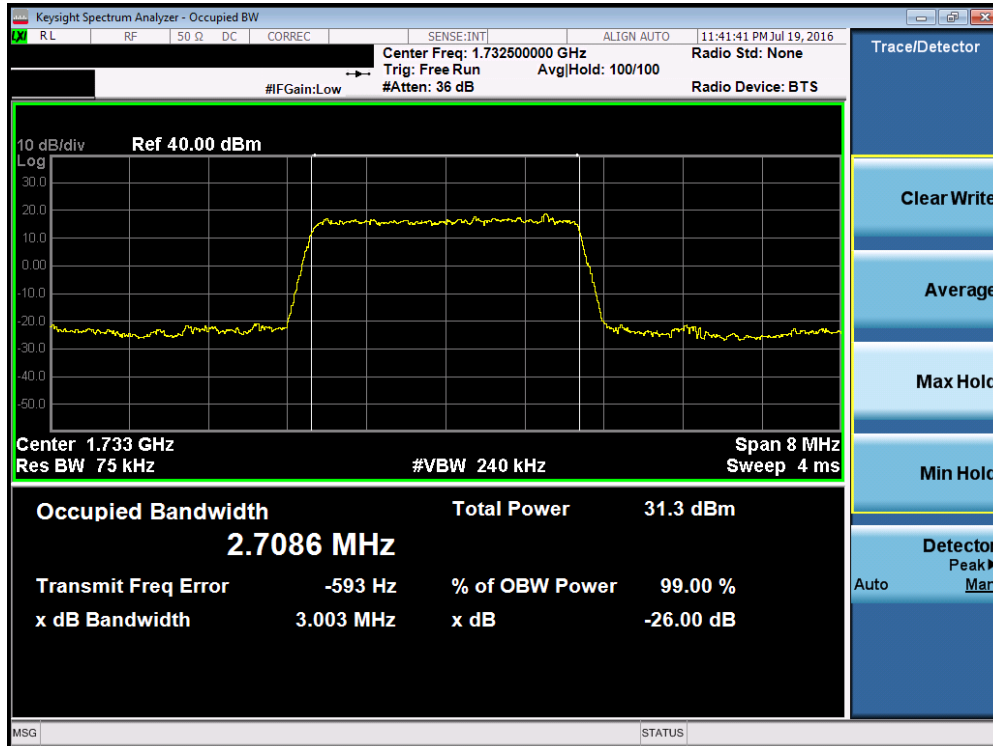 Keysight Spectrum Analyzer - Occupied BW
LXI RL RF 50 Ω DC CORREC SENSE:INT ALIGN AUTO 11:41:41 PM Jul 19, 2016
Center Freq: 1.732500000 GHz Radio Std: None
Trig: Free Run Avg|Hold: 100/100
#IFGain:Low #Atten: 36 dB Radio Device: BTS
10 dB/div Ref 40.00 dBm
Log
30.0
20.0
10.0
0.00
-10.0
-20.0
-30.0
-40.0
-50.0
Center 1.733 GHz Span 8 MHz
Res BW 75 kHz #VBW 240 kHz Sweep 4 ms
Occupied Bandwidth Total Power 31.3 dBm
2.7086 MHz
Transmit Freq Error -593 Hz % of OBW Power 99.00 %
x dB Bandwidth 3.003 MHz x dB -26.00 dB
MSG STATUS
Trace/Detector
Clear Write
Average
Max Hold
Min Hold
Detector
Peak
Auto Man